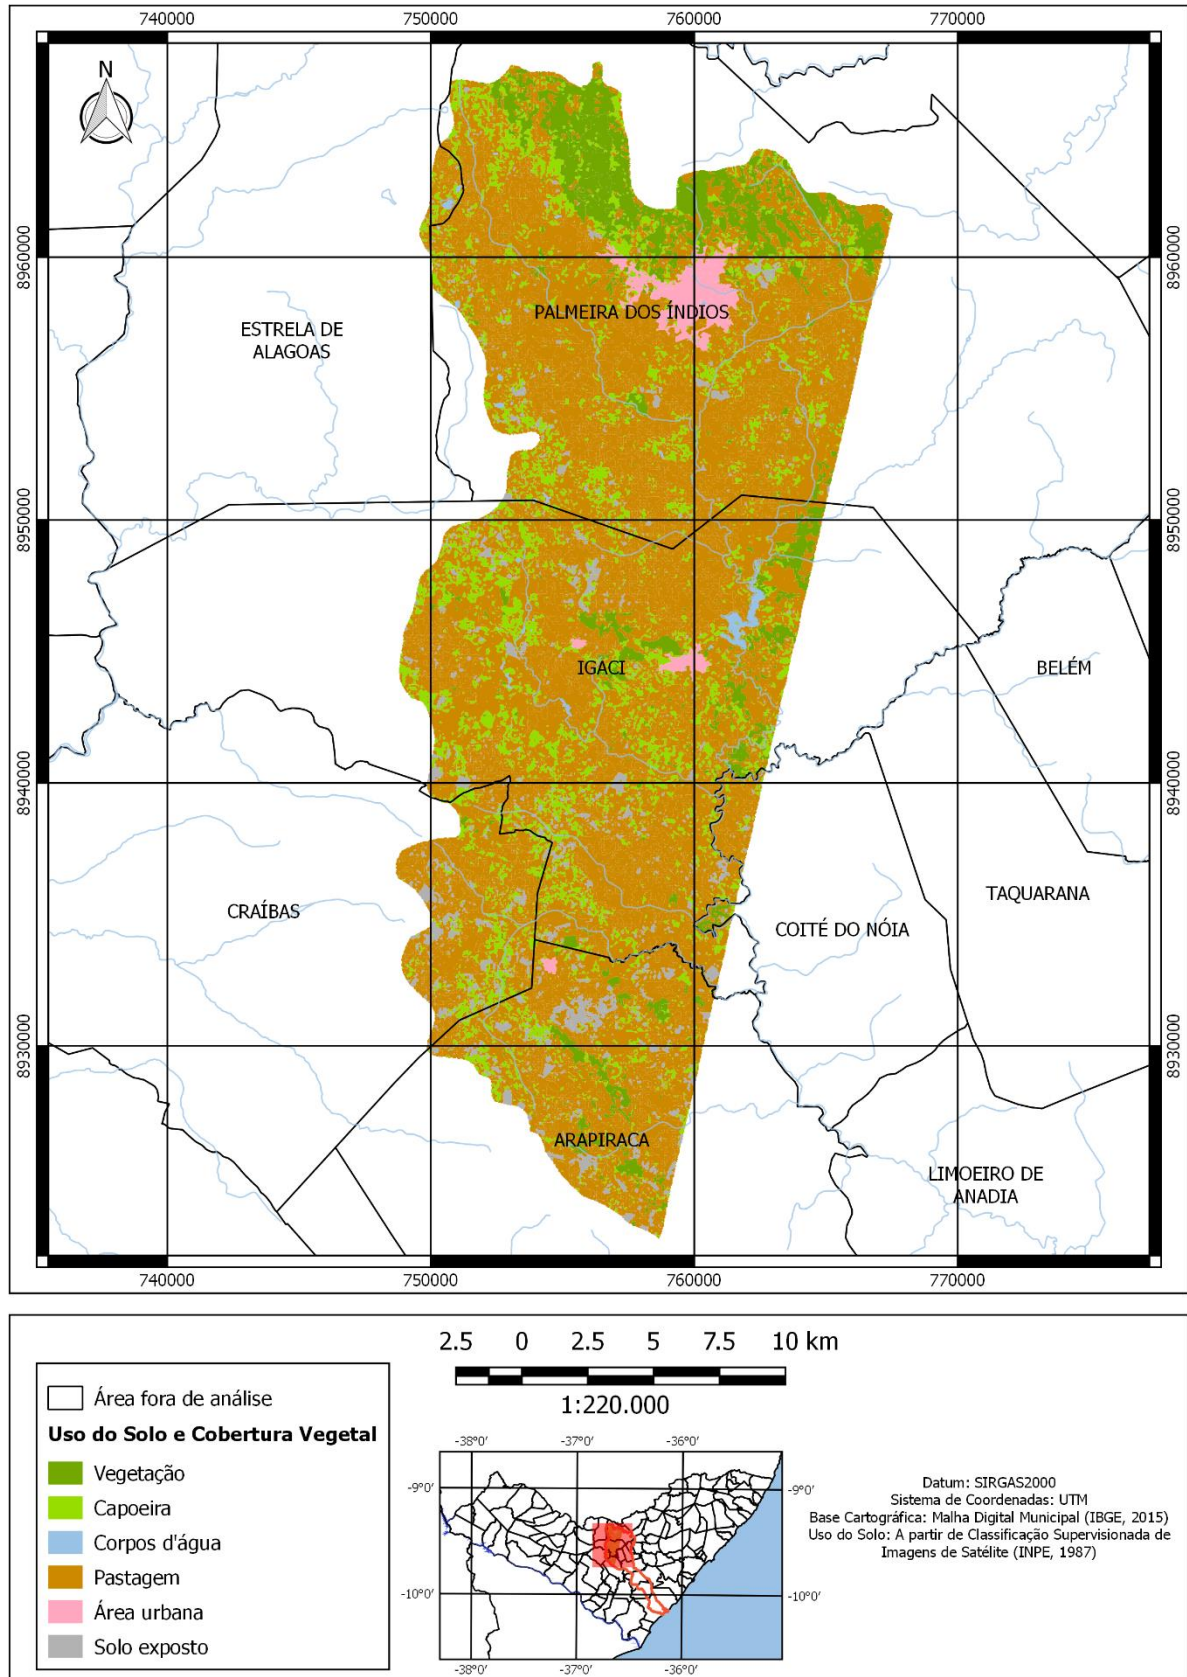 740000 750000 760000 770000
N
8960000 8960000
PALMEIRA DOS ÍNDIOS
ESTRELA DE
ALAGOAS
8950000 8950000
IGACI
BELÉM
8940000 8940000
TAQUARANA
CRAÍBAS
COITÉ DO NÓIA
8930000 8930000
ARAPIRACA
LIMOEIRO DE
ANADIA
740000 750000 760000 770000
2.5 0 2.5 5 7.5 10 km
1:220.000
Área fora de análise
Uso do Solo e Cobertura Vegetal
Vegetação
Capoeira
Corpos d'água
Pastagem
Área urbana
Solo exposto
-38°0' -37°0' -36°0'
-9°0' -9°0'
-10°0' -10°0'
-38°0' -37°0' -36°0'
Datum: SIRGAS2000
Sistema de Coordenadas: UTM
Base Cartográfica: Malha Digital Municipal (IBGE, 2015)
Uso do Solo: A partir de Classificação Supervisionada de
Imagens de Satélite (INPE, 1987)